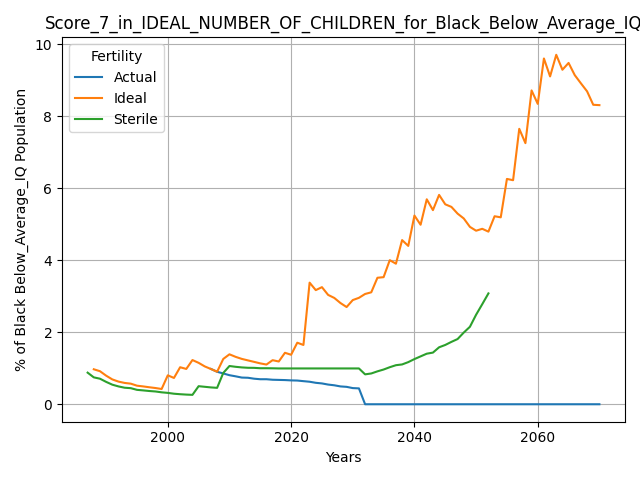 Score_7_in_IDEAL_NUMBER_OF_CHILDREN_for_Black_Below_Average_IQ
Fertility
Actual
Ideal
Sterile
% of Black Below_Average_IQ Population
10
8
6
4
2
0
2000 2020 2040 2060
Years